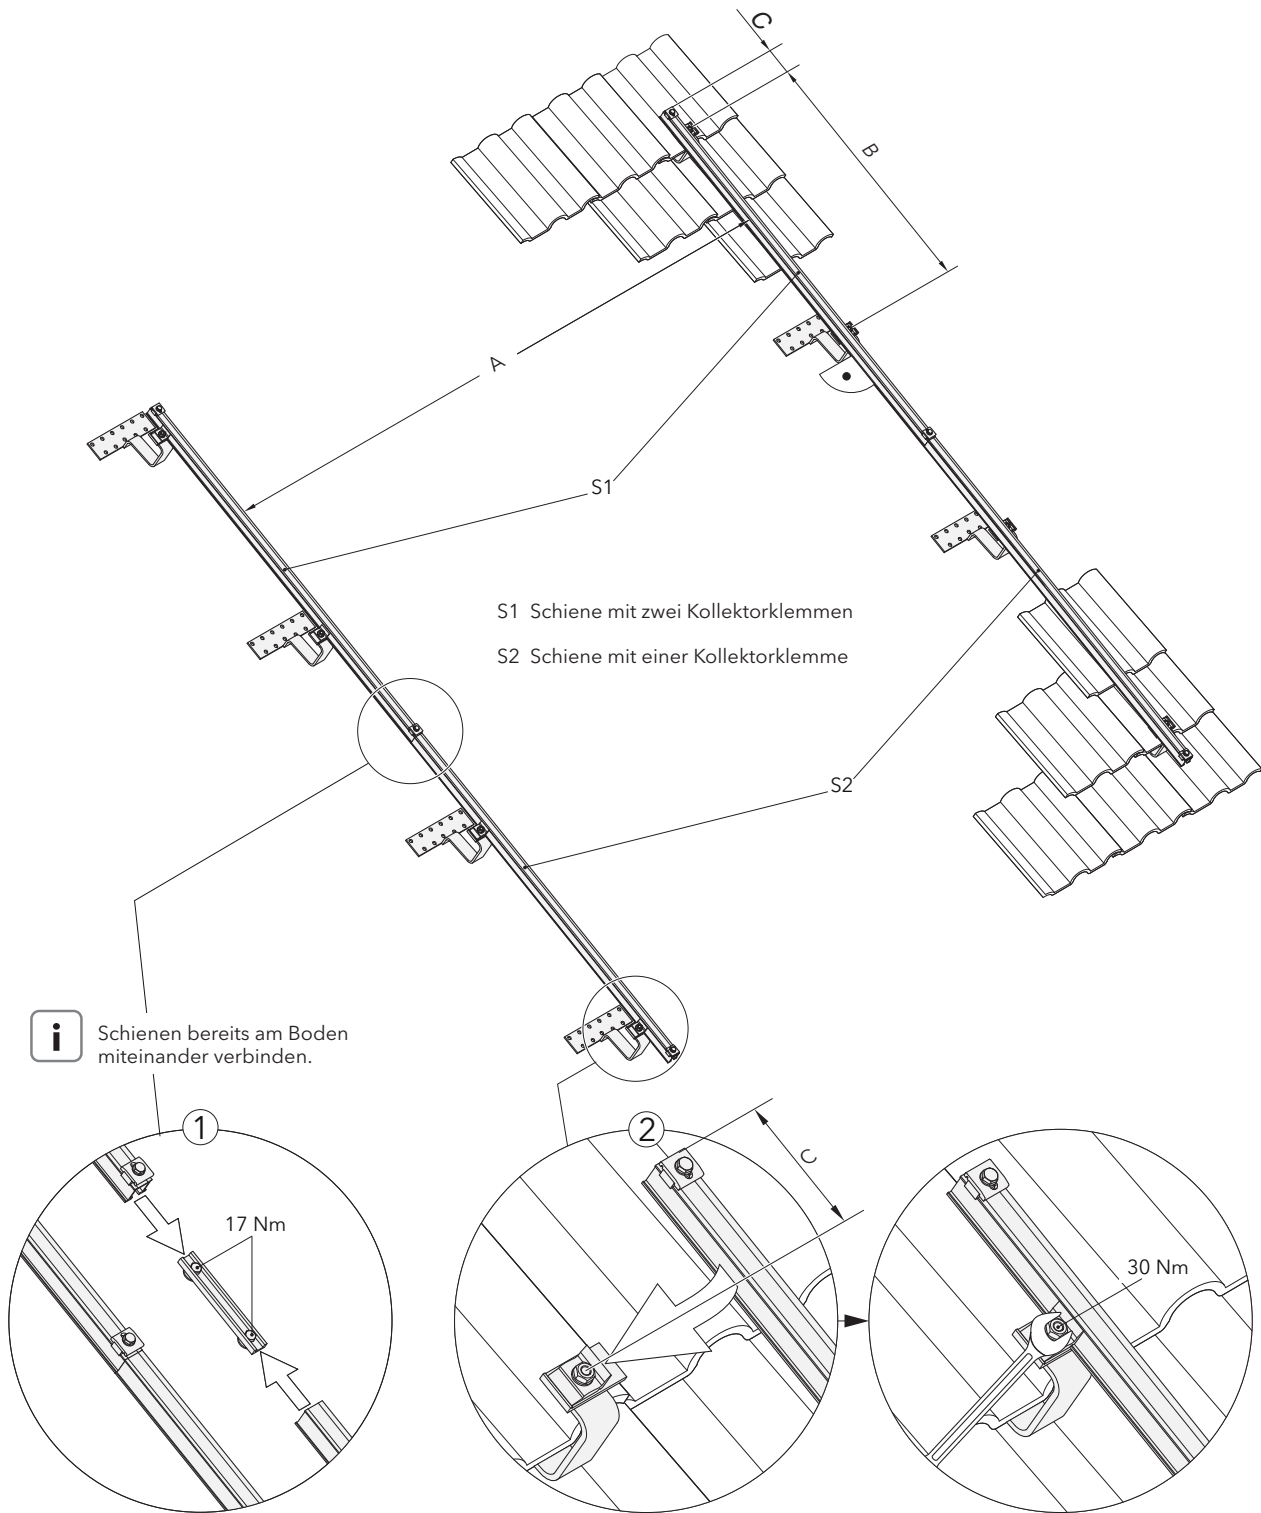 C
B
A
S1
S1 Schiene mit zwei Kollektorklemmen
S2 Schiene mit einer Kollektorklemme
S2
i
Schienen bereits am Boden
miteinander verbinden.
1
17 Nm
2
C
30 Nm